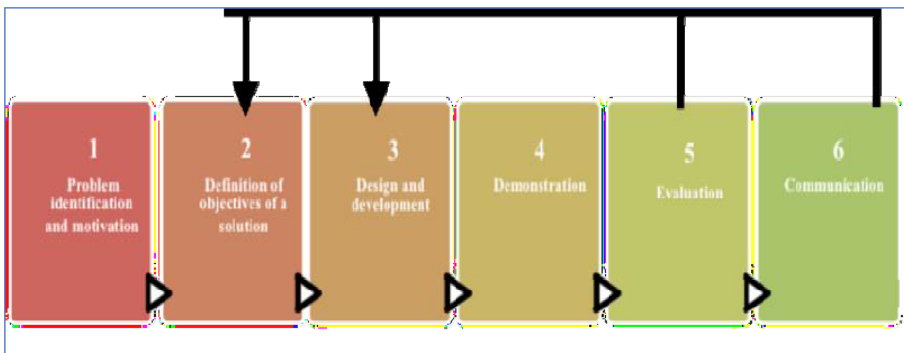 1
Problem
identification
and motivation
2
Definition of
objectives of a
solution
3
Design and
development
4
Demonstration
5
Evaluation
6
Communication